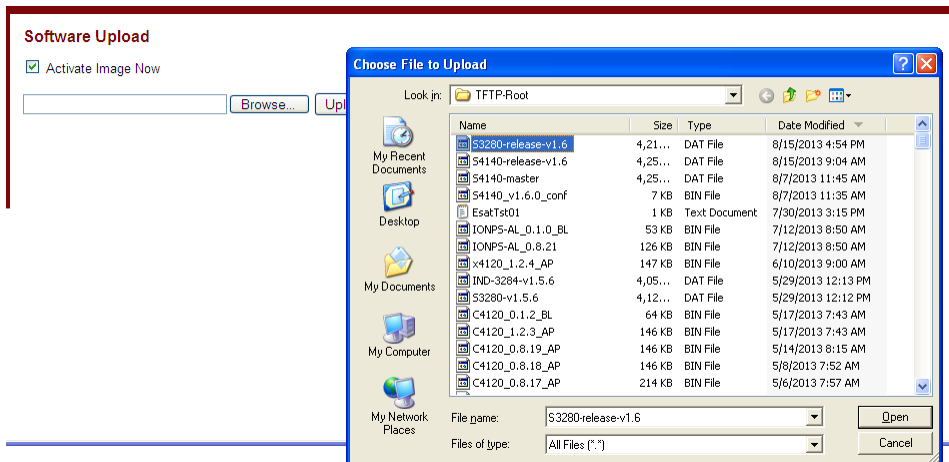 Software Upload
Activate Image Now
Browse...
Upl
Choose File to Upload
Look in:
TFTP-Root
My Recent Documents
Desktop
My Documents
My Computer
My Network Places
Name Size Type Date Modified
S3280-release-v1.6 4,21... DAT File 8/15/2013 4:54 PM
S4140-release-v1.6 4,25... DAT File 8/15/2013 9:04 AM
S4140-master 4,25... DAT File 8/7/2013 11:45 AM
S4140_v1.6.0_conf 7 KB BIN File 8/7/2013 11:35 AM
EsatTst01 1 KB Text Document 7/30/2013 3:15 PM
IONPS-AL_0.1.0_BL 53 KB BIN File 7/12/2013 8:50 AM
IONPS-AL_0.8.21 126 KB BIN File 7/12/2013 8:50 AM
x4120_1.2.4_AP 147 KB BIN File 6/10/2013 9:00 AM
IND-3284-v1.5.6 4,05... DAT File 5/29/2013 12:13 PM
S3280-v1.5.6 4,12... DAT File 5/29/2013 12:12 PM
C4120_0.1.2_BL 64 KB BIN File 5/17/2013 7:43 AM
C4120_1.2.3_AP 146 KB BIN File 5/17/2013 7:43 AM
C4120_0.8.19_AP 146 KB BIN File 5/14/2013 8:15 AM
C4120_0.8.18_AP 146 KB BIN File 5/8/2013 7:52 AM
C4120_0.8.17_AP 214 KB BIN File 5/6/2013 7:57 AM
File name: S3280-release-v1.6 Open
Files of type: All Files (*.*) Cancel